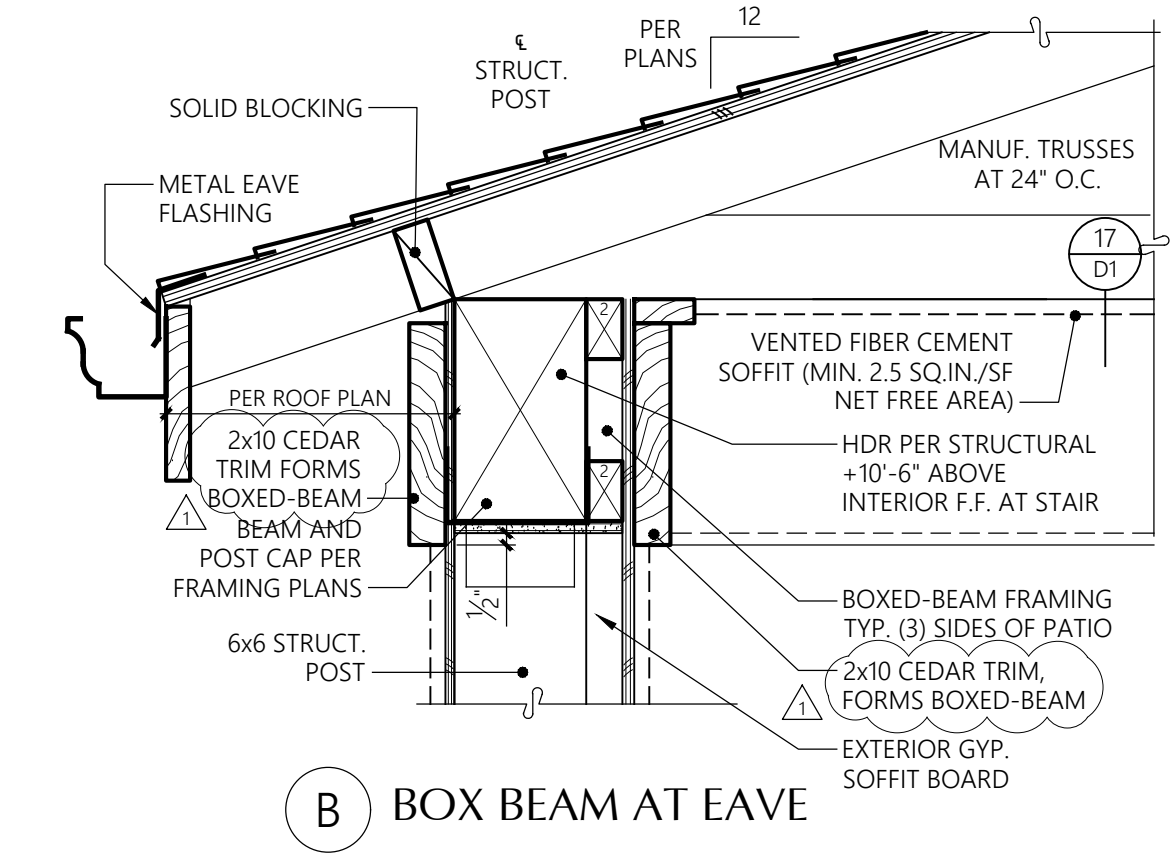 ℄
STRUCT.
POST
PER
PLANS
12
SOLID BLOCKING
METAL EAVE
FLASHING
MANUF. TRUSSES
AT 24" O.C.
17
D1
2
VENTED FIBER CEMENT
SOFFIT (MIN. 2.5 SQ.IN./SF
NET FREE AREA)
PER ROOF PLAN
2x10 CEDAR
TRIM FORMS
BOXED-BEAM
1
BEAM AND
POST CAP PER
FRAMING PLANS
HDR PER STRUCTURAL
+10'-6" ABOVE
INTERIOR F.F. AT STAIR
2
1/2"
6x6 STRUCT.
POST
BOXED-BEAM FRAMING
TYP. (3) SIDES OF PATIO
2x10 CEDAR TRIM,
FORMS BOXED-BEAM
1
EXTERIOR GYP.
SOFFIT BOARD
B
BOX BEAM AT EAVE